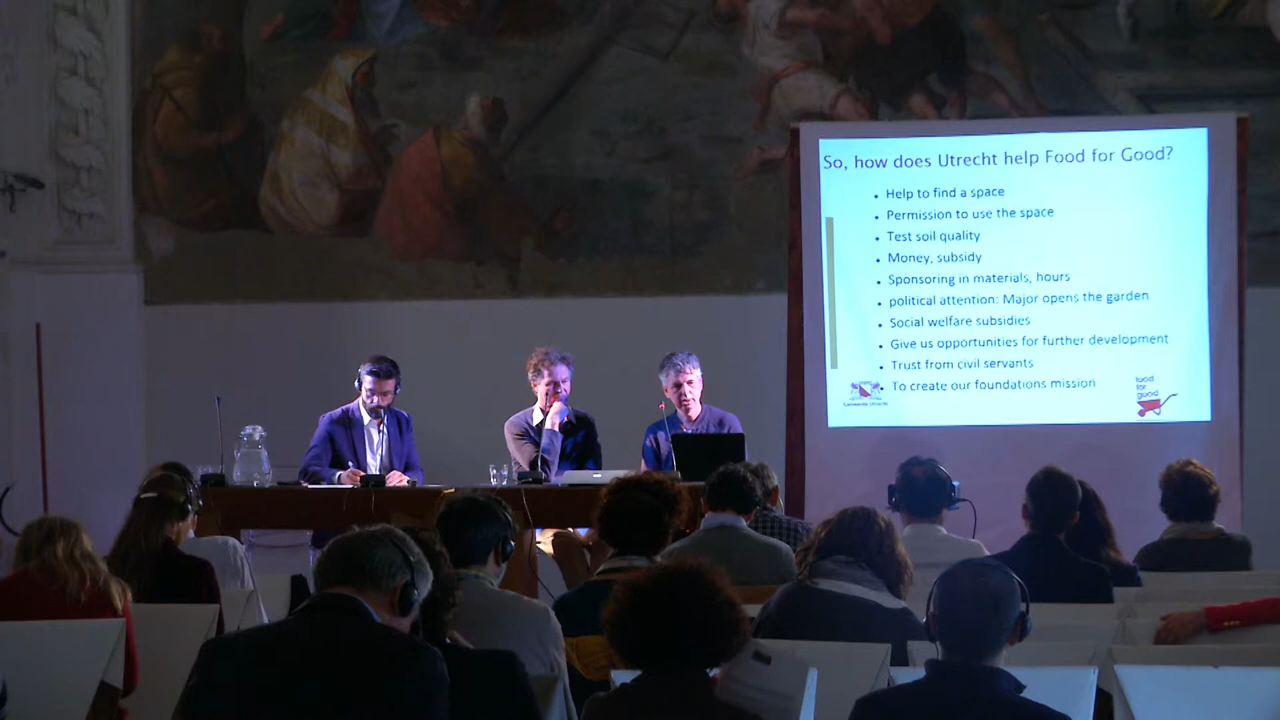 So, how does Utrecht help Food for Good?
• Help to find a space
• Permission to use the space
• Test soil quality
• Money, subsidy
• Sponsoring in materials, hours
• political attention: Major opens the garden
• Social welfare subsidies
• Give us opportunities for further development
• Trust from civil servants
• To create our foundations mission
Gemeente Utrecht
food
for
good